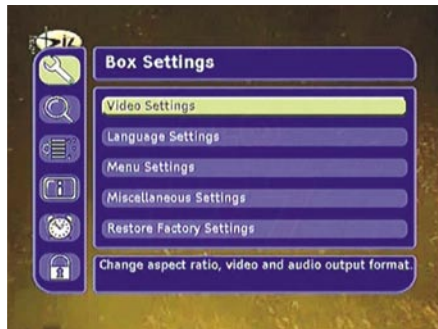 Box Settings
Video Settings
Language Settings
Menu Settings
Miscellaneous Settings
Restore Factory Settings
Change aspect ratio, video and audio output format.